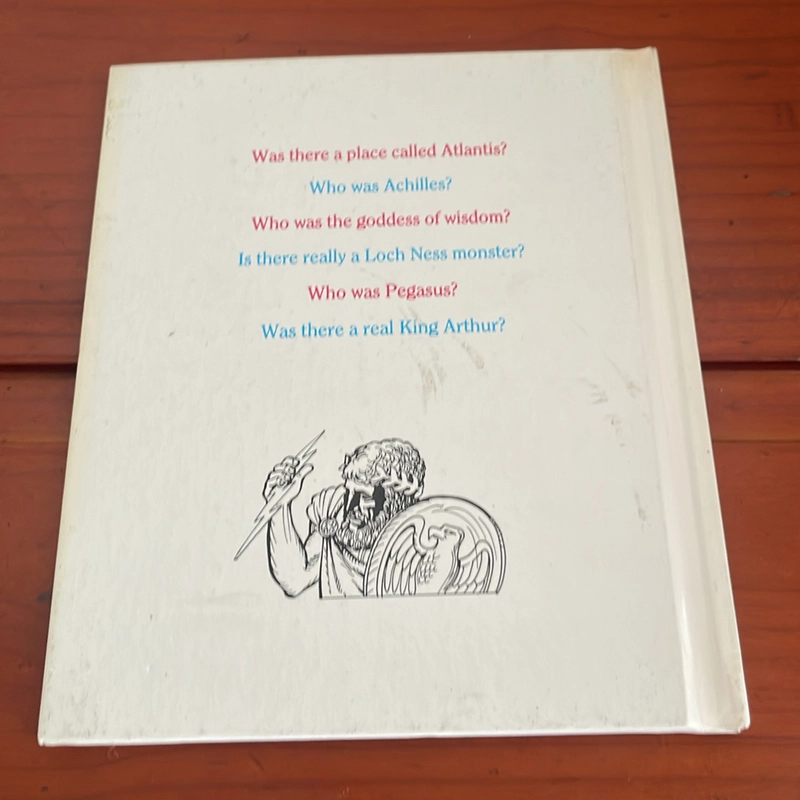 Was there a place called Atlantis?
Who was Achilles?
Who was the goddess of wisdom?
Is there really a Loch Ness monster?
Who was Pegasus?
Was there a real King Arthur?